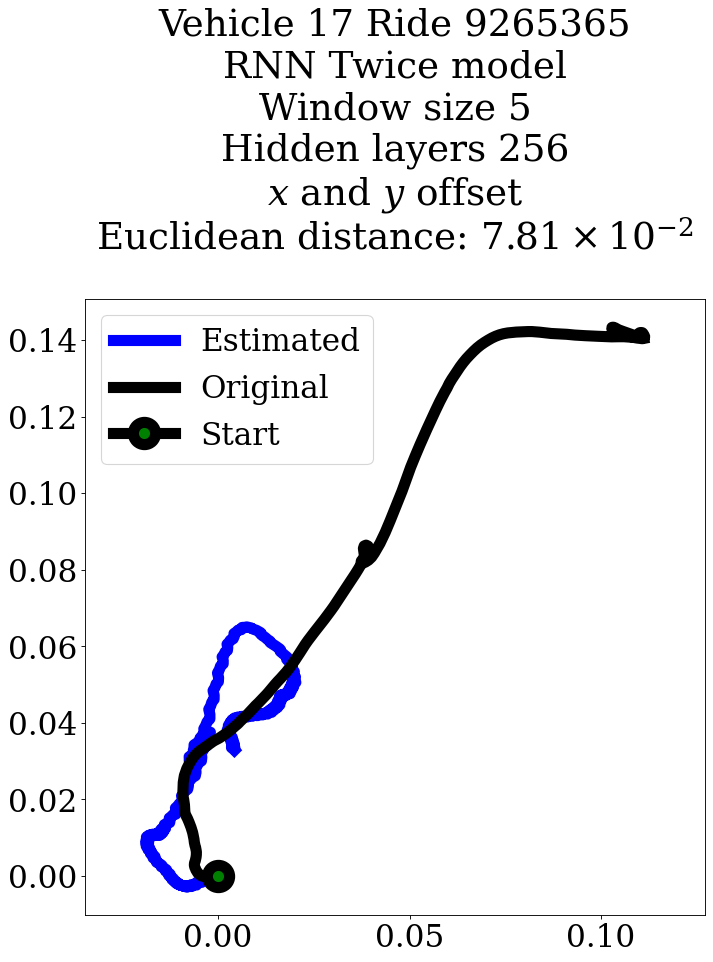 Vehicle 17 Ride 9265365
RNN Twice model
Window size 5
Hidden layers 256
x and y offset
Euclidean distance: 7.81 × 10⁻²
Estimated
Original
Start
0.14
0.12
0.10
0.08
0.06
0.04
0.02
0.00
0.00 0.05 0.10